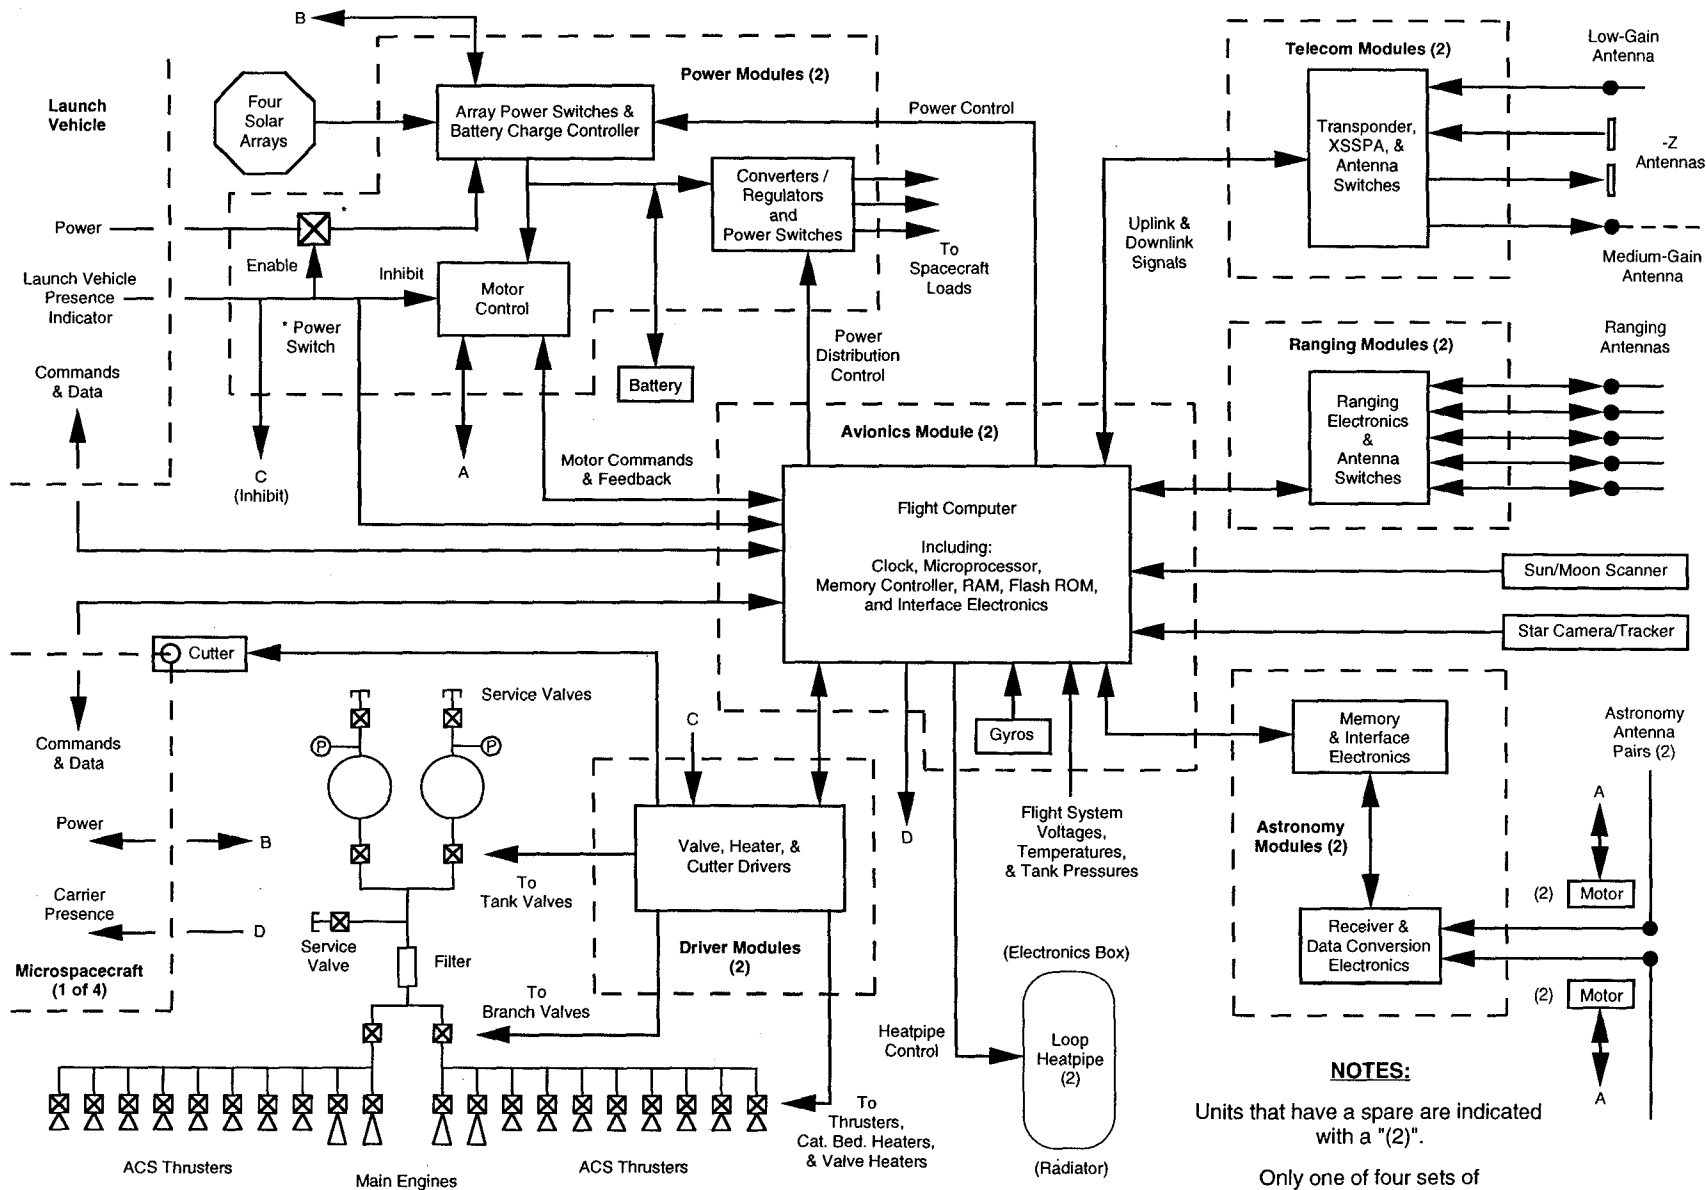 B
Launch
Vehicle
Four
Solar
Arrays
Power Modules (2)
Array Power Switches &
Battery Charge Controller
Power Control
Converters /
Regulators
and
Power Switches
To
Spacecraft
Loads
Power
*
Enable
Launch Vehicle
Presence
Indicator
Inhibit
* Power
Switch
Motor
Control
Commands
& Data
C
(Inhibit)
A
Battery
Power
Distribution
Control
Motor Commands
& Feedback
Telecom Modules (2)
Transponder,
XSSPA, &
Antenna
Switches
Low-Gain
Antenna
-Z
Antennas
Medium-Gain
Antenna
Uplink &
Downlink
Signals
Ranging Modules (2)
Ranging
Electronics
&
Antenna
Switches
Ranging
Antennas
Avionics Module (2)
Flight Computer
Including:
Clock, Microprocessor,
Memory Controller, RAM, Flash ROM,
and Interface Electronics
Sun/Moon Scanner
Star Camera/Tracker
Cutter
Commands
& Data
Power
B
Carrier
Presence
D
Microspacecraft
(1 of 4)
Service Valves
P
P
Service
Valve
Filter
C
Valve, Heater, &
Cutter Drivers
To
Tank Valves
Driver Modules
(2)
To
Branch Valves
D
Gyros
Flight System
Voltages,
Temperatures,
& Tank Pressures
Memory
& Interface
Electronics
Astronomy
Modules (2)
Receiver &
Data Conversion
Electronics
Astronomy
Antenna
Pairs (2)
A
(2)
Motor
(2)
Motor
A
(Electronics Box)
Loop
Heatpipe
(2)
(Radiator)
Heatpipe
Control
To
Thrusters,
Cat. Bed. Heaters,
& Valve Heaters
ACS Thrusters
Main Engines
ACS Thrusters
NOTES:
Units that have a spare are indicated
with a "(2)".
Only one of four sets of